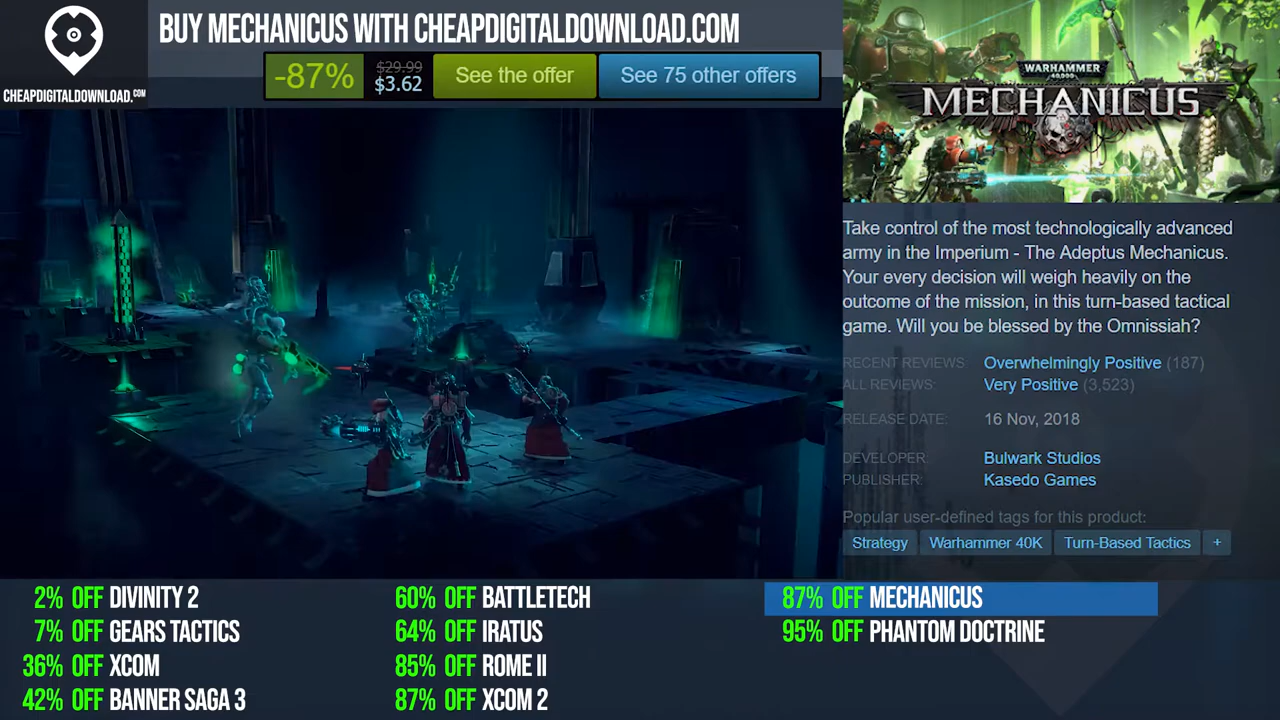 BUY MECHANICUS WITH CHEAPDIGITALDOWNLOAD.COM
CHEAPDIGITALDOWNLOAD.COM
-87% $29.99 $3.62 See the offer See 75 other offers
WARHAMMER
40,000
MECHANICUS
Take control of the most technologically advanced
army in the Imperium - The Adeptus Mechanicus.
Your every decision will weigh heavily on the
outcome of the mission, in this turn-based tactical
game. Will you be blessed by the Omnissiah?
RECENT REVIEWS: Overwhelmingly Positive (187)
ALL REVIEWS: Very Positive (3,523)
RELEASE DATE: 16 Nov, 2018
DEVELOPER: Bulwark Studios
PUBLISHER: Kasedo Games
Popular user-defined tags for this product:
Strategy Warhammer 40K Turn-Based Tactics +
2% OFF DIVINITY 2
7% OFF GEARS TACTICS
36% OFF XCOM
42% OFF BANNER SAGA 3
60% OFF BATTLETECH
64% OFF IRATUS
85% OFF ROME II
87% OFF XCOM 2
87% OFF MECHANICUS
95% OFF PHANTOM DOCTRINE